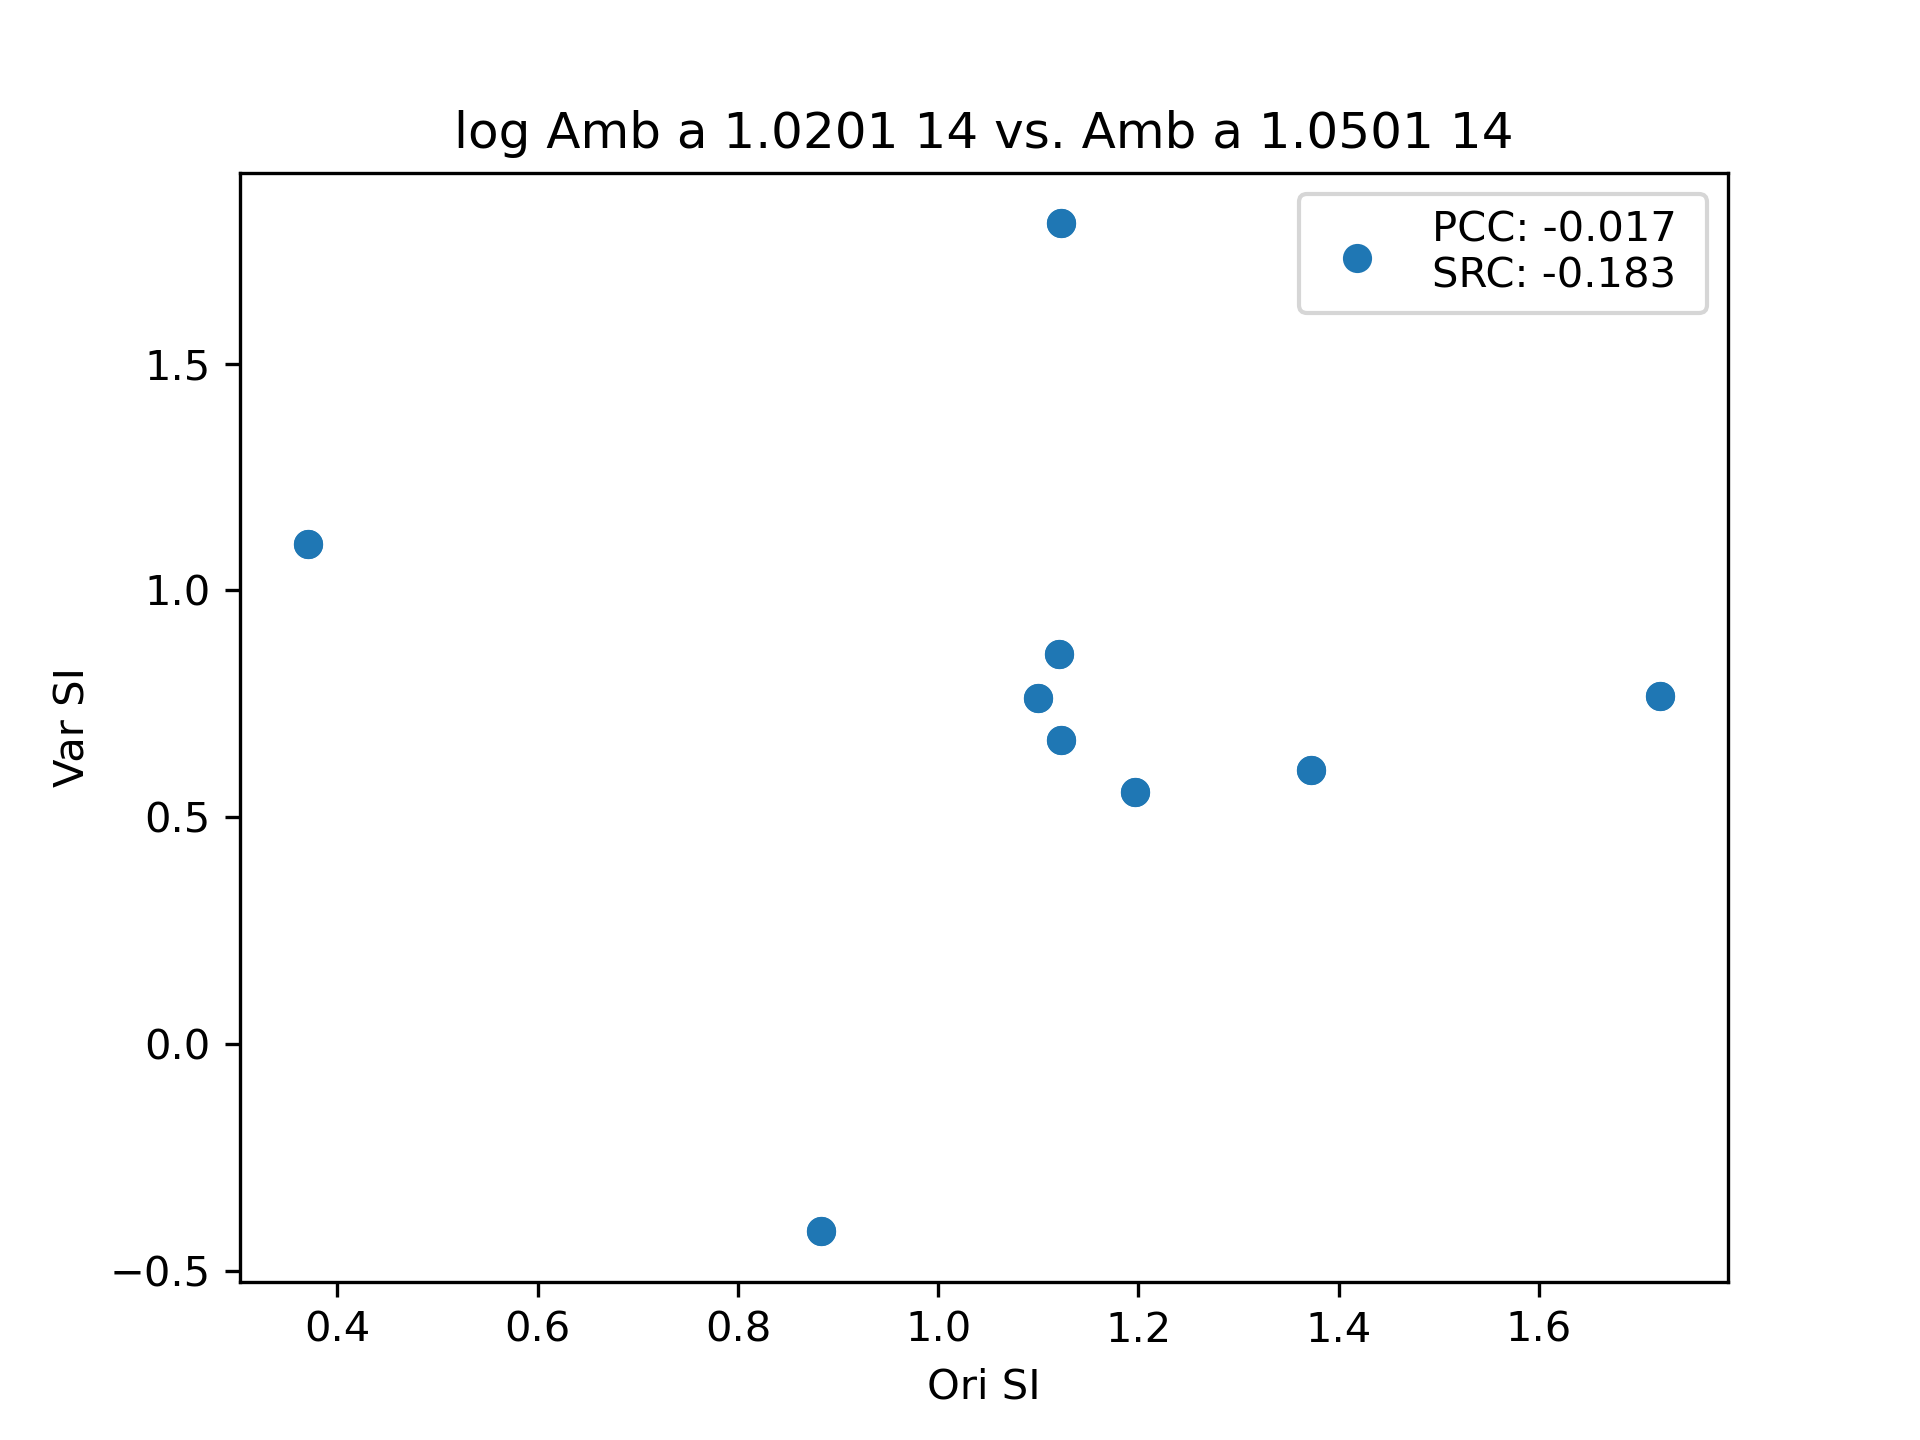 log Amb a 1.0201 14 vs. Amb a 1.0501 14
PCC: -0.017
SRC: -0.183
Var SI
1.5
1.0
0.5
0.0
−0.5
0.4 0.6 0.8 1.0 1.2 1.4 1.6
Ori SI